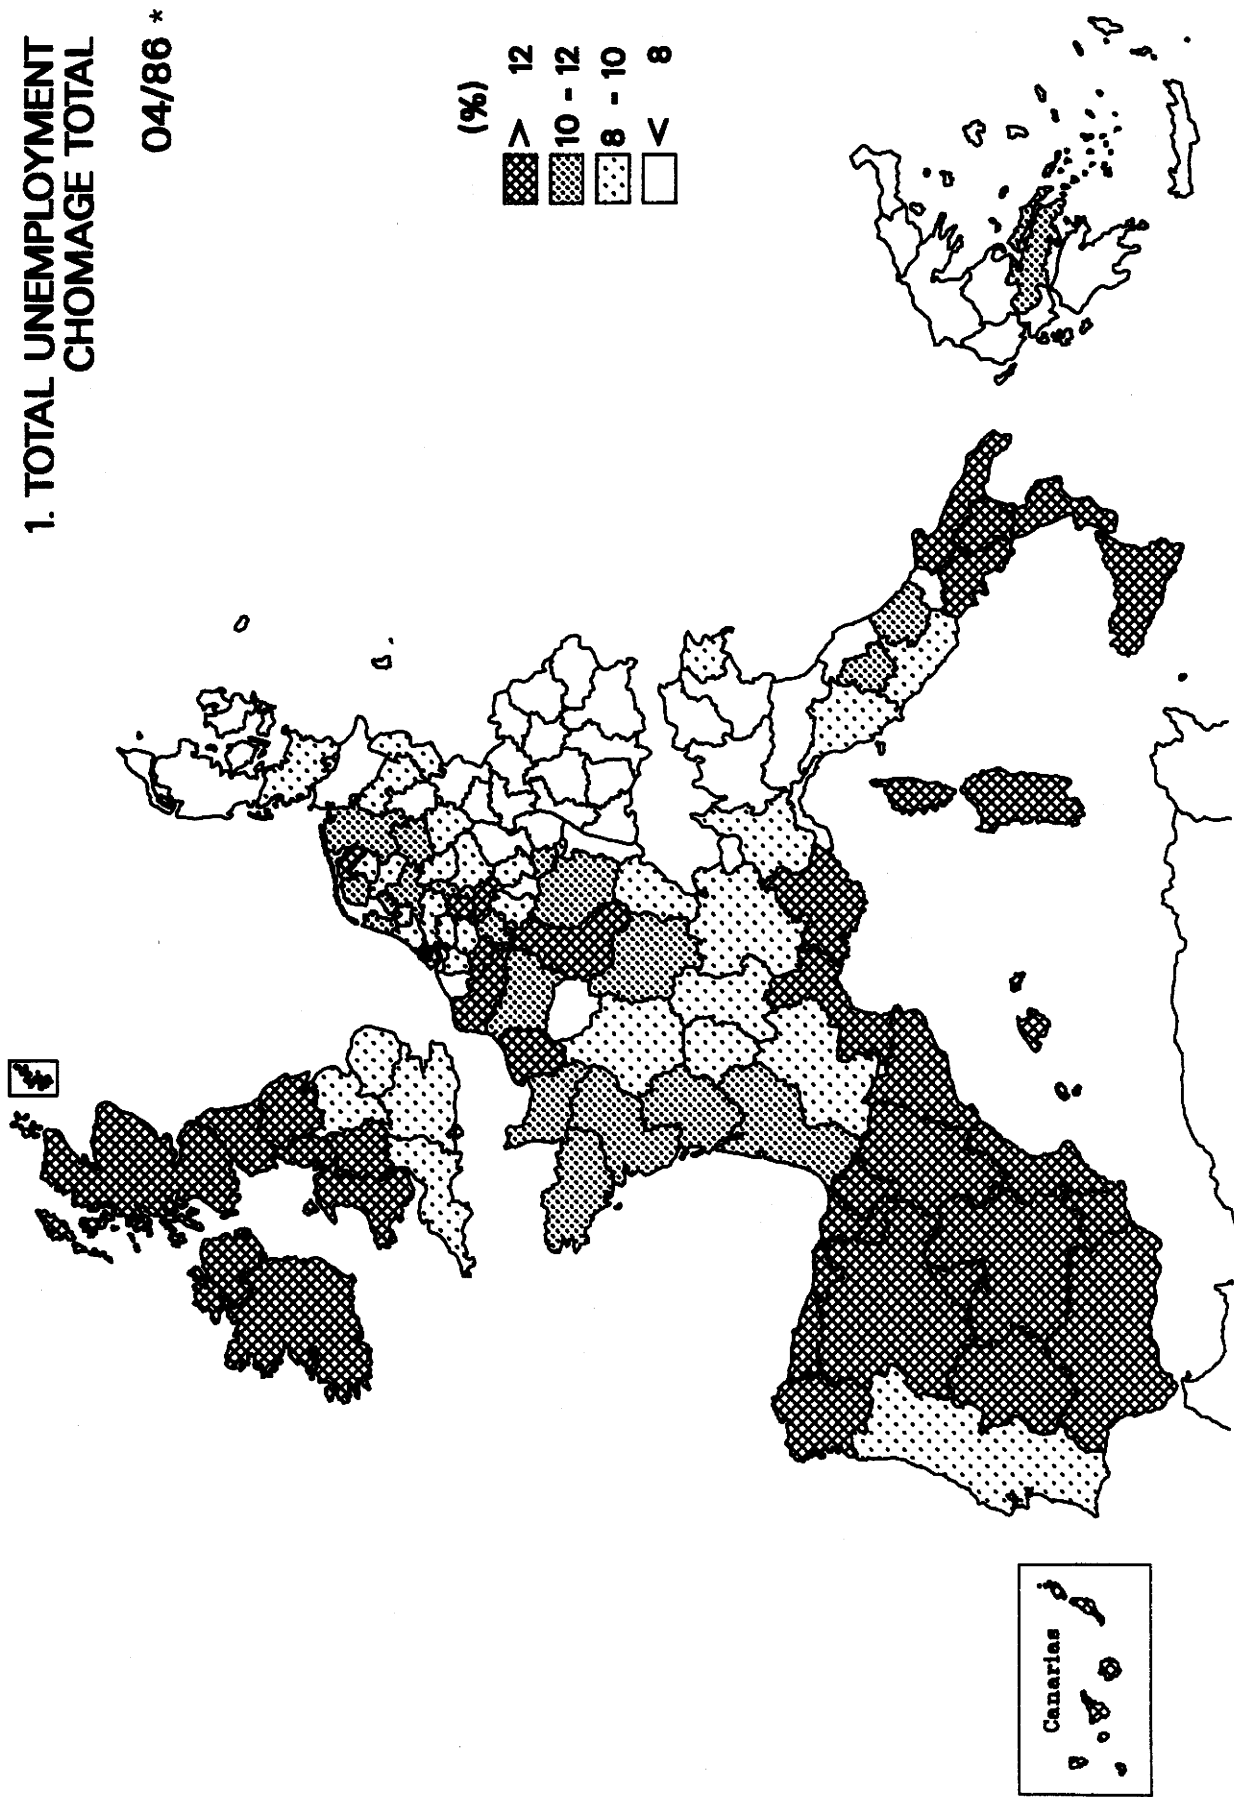 1. TOTAL UNEMPLOYMENT
CHOMAGE TOTAL
04/86 *
(%)
> 12
10 - 12
8 - 10
< 8
Canarias